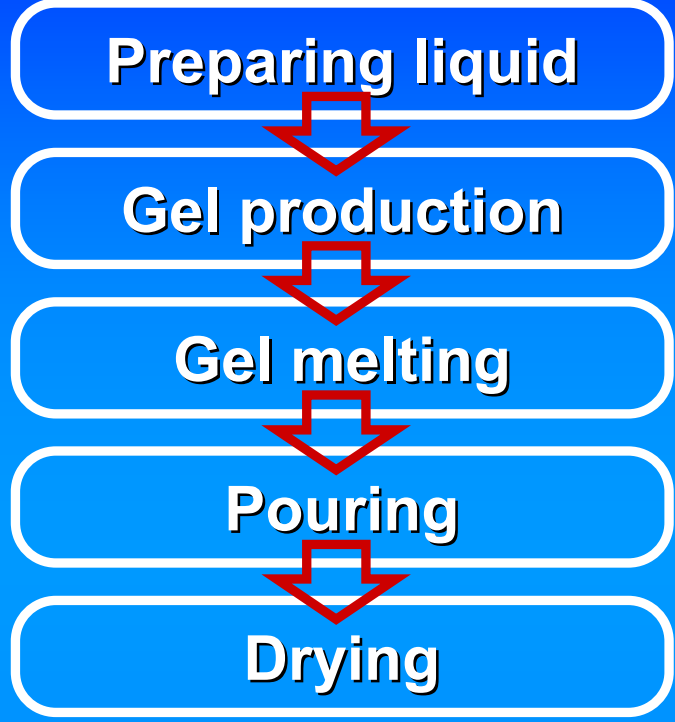 Preparing liquid
Gel production
Gel melting
Pouring
Drying